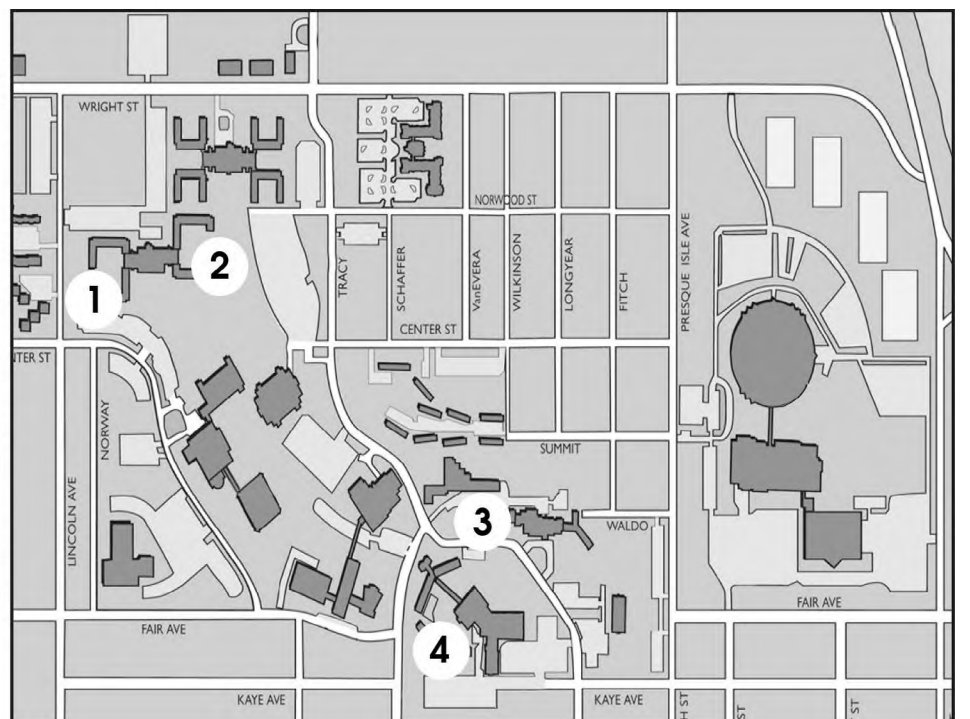 WRIGHT ST
NORWOOD ST
TRACY
SCHAFFER
VanEVERA
WILKINSON
LONGYEAR
FITCH
PRESQUE ISLE AVE
2
1
CENTER ST
NTER ST
NORWAY
SUMMIT
LINCOLN AVE
3
WALDO
FAIR AVE
FAIR AVE
4
KAYE AVE
KAYE AVE
H ST
ST
ST